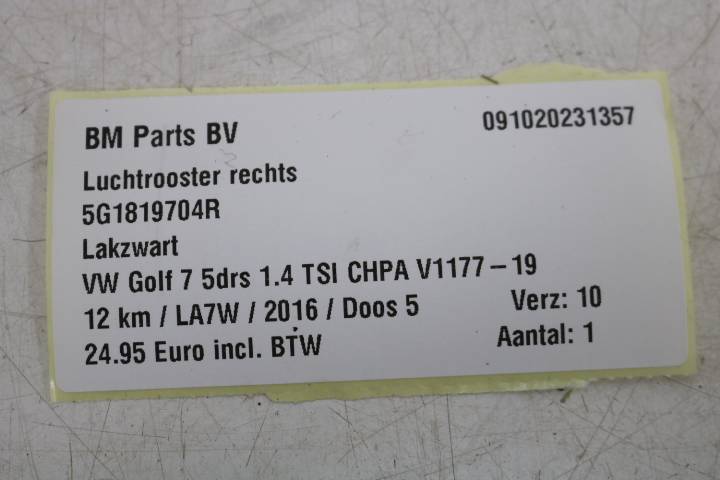 BM Parts BV 091020231357
Luchtrooster rechts
5G1819704R
Lakzwart
VW Golf 7 5drs 1.4 TSI CHPA V1177-19
12 km / LA7W / 2016 / Doos 5 Verz: 10
24.95 Euro incl. BTW Aantal: 1